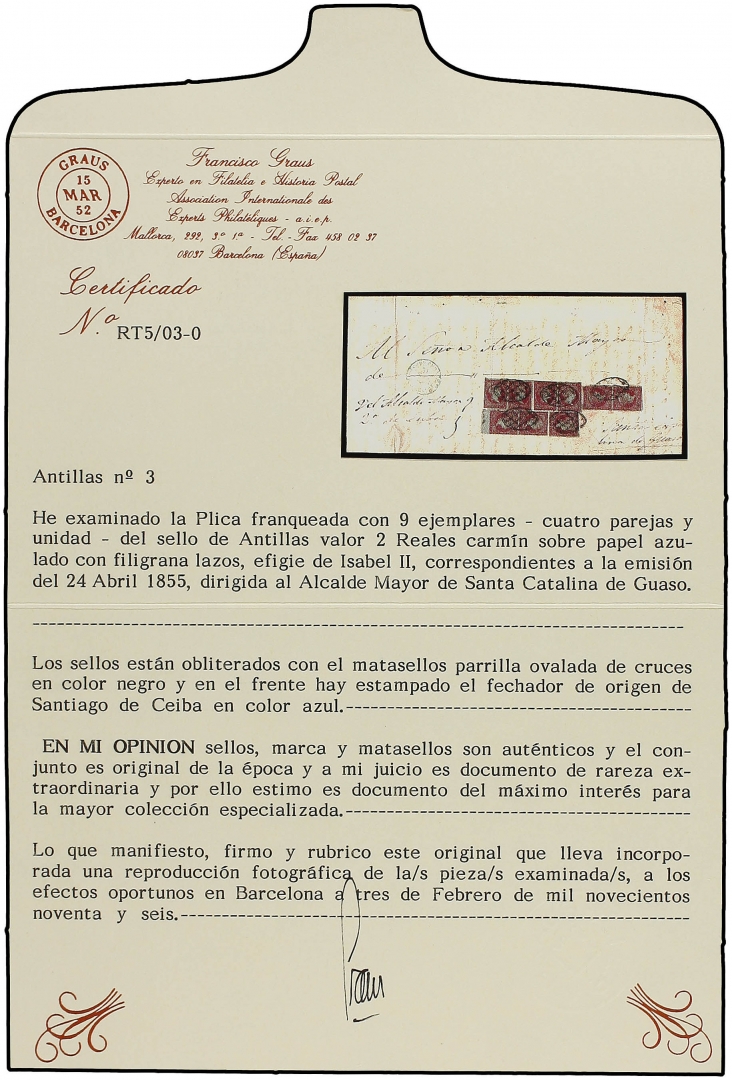 GRAUS
15
MAR
52
BARCELONA
Francisco Graus
Experto en Filatelia e Historia Postal
Association Internationale des
Experts Philatéliques - a.i.e.p.
Mallorca, 292, 3º 1ª - Tel.-Fax 458 02 37
08037 Barcelona (España)
Certificado
N.º RT5/03-0
Al Señor Alcalde Mayor
de
Antillas nº 3
He examinado la Plica franqueada con 9 ejemplares - cuatro parejas y
unidad - del sello de Antillas valor 2 Reales carmín sobre papel azu-
lado con filigrana lazos, efigie de Isabel II, correspondientes a la emisión
del 24 Abril 1855, dirigida al Alcalde Mayor de Santa Catalina de Guaso.
Los sellos están obliterados con el matasellos parrilla ovalada de cruces
en color negro y en el frente hay estampado el fechador de origen de
Santiago de Ceiba en color azul.
EN MI OPINION sellos, marca y matasellos son auténticos y el con-
junto es original de la época y a mi juicio es documento de rareza ex-
traordinaria y por ello estimo es documento del máximo interés para
la mayor colección especializada.
Lo que manifiesto, firmo y rubrico este original que lleva incorpo-
rada una reproducción fotográfica de la/s pieza/s examinada/s, a los
efectos oportunos en Barcelona a tres de Febrero de mil novecientos
noventa y seis.
Graus